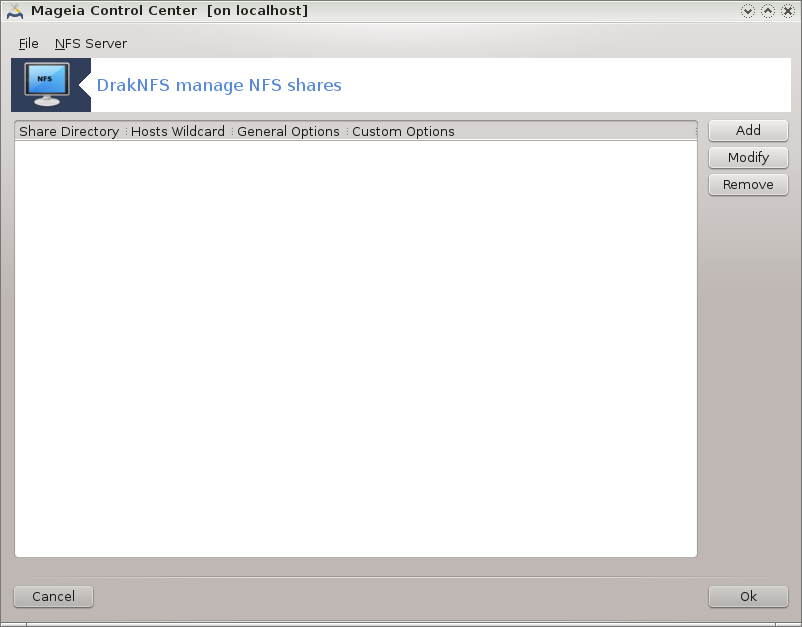 Mageia Control Center [on localhost]
File NFS Server
NFS
DrakNFS manage NFS shares
Share Directory Hosts Wildcard General Options Custom Options
Add
Modify
Remove
Cancel Ok